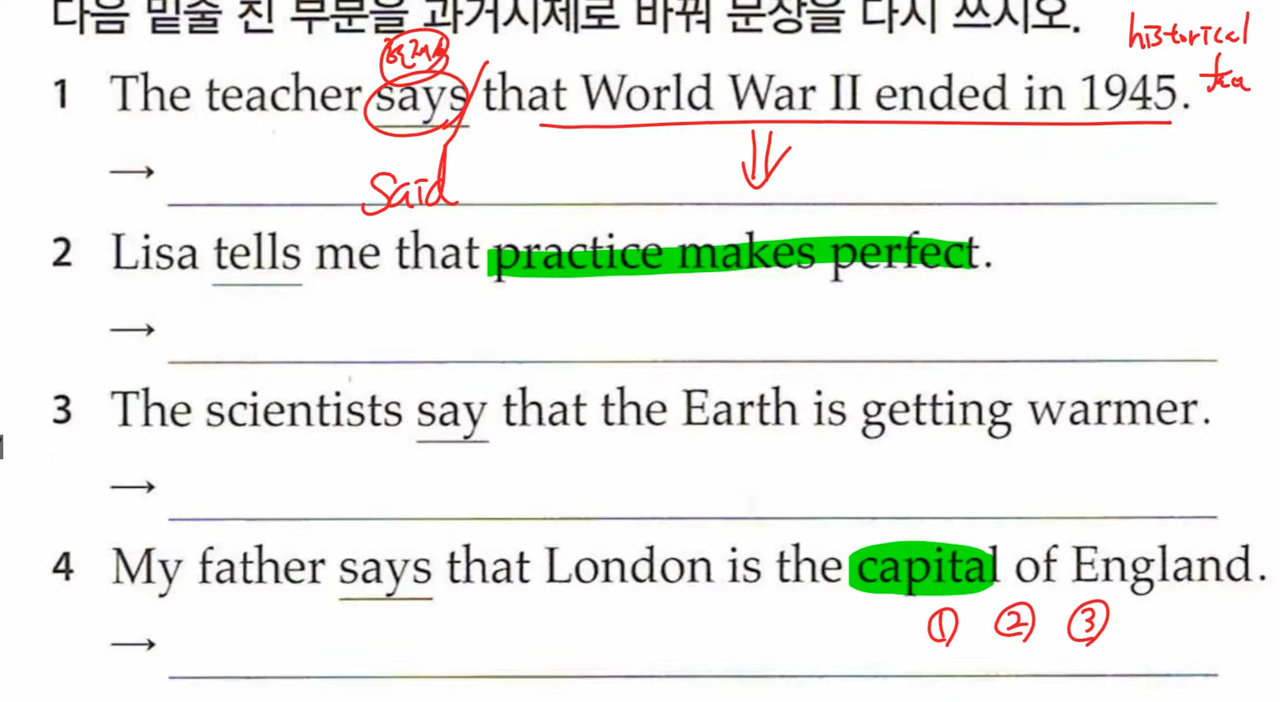 다음 밑줄 친 부분을 과거시제로 바꿔 문장을 다시 쓰시오.
historical
1 The teacher says that World War II ended in 1945.
→ said
2 Lisa tells me that practice makes perfect.
→
3 The scientists say that the Earth is getting warmer.
→
4 My father says that London is the capital of England.
① ② ③
→